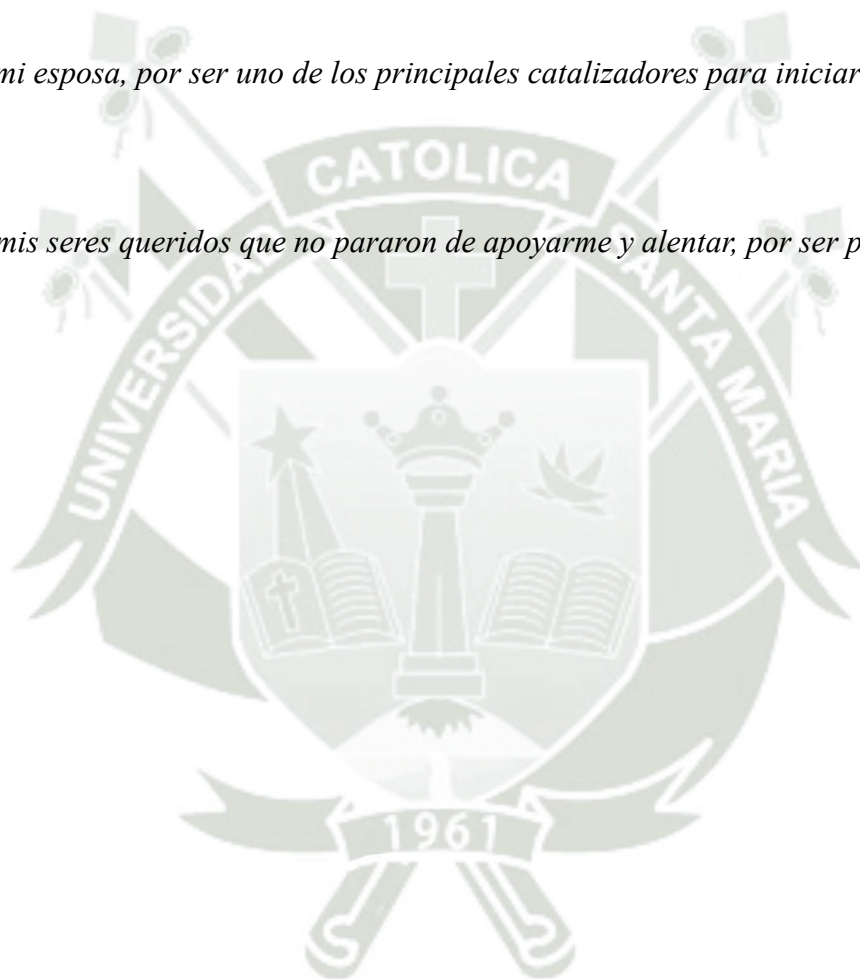 mi esposa, por ser uno de los principales catalizadores para iniciar
CATOLICA
mis seres queridos que no pararon de apoyarme y alentar, por ser p
UNIVERSIDAD
SANTA MARIA
1961